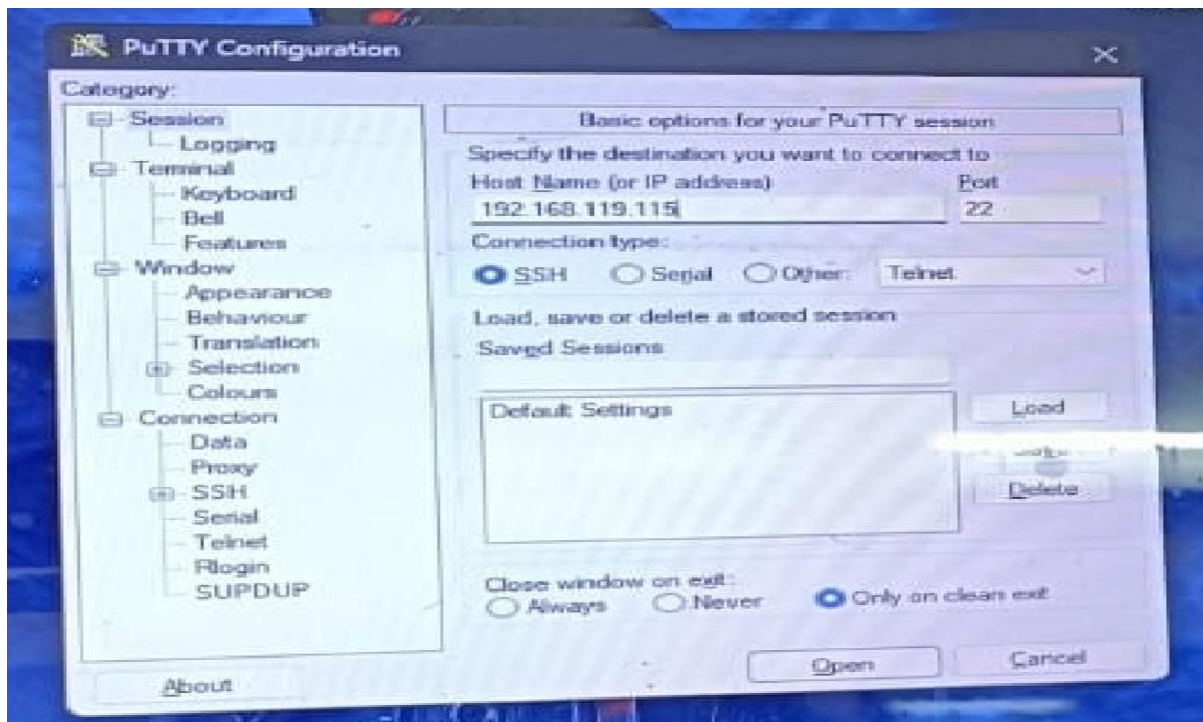 PuTTY Configuration
Category:
Session
Logging
Terminal
Keyboard
Bell
Features
Window
Appearance
Behaviour
Translation
Selection
Colours
Connection
Data
Proxy
SSH
Serial
Telnet
Rlogin
SUPDUP
Basic options for your PuTTY session
Specify the destination you want to connect to
Host Name (or IP address) Port
192.168.119.115 22
Connection type:
SSH Serial Other: Telnet
Load, save or delete a stored session
Saved Sessions
Default Settings
Load
Delete
Close window on exit:
Always Never Only on clean exit
About Open Cancel